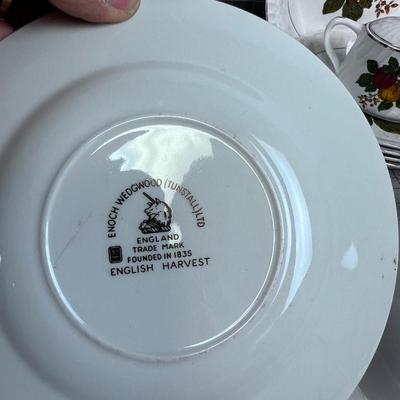 ENOCH WEDGWOOD (TUNSTALL) LTD
ENGLAND
TRADE MARK
FOUNDED IN 1835
ENGLISH HARVEST